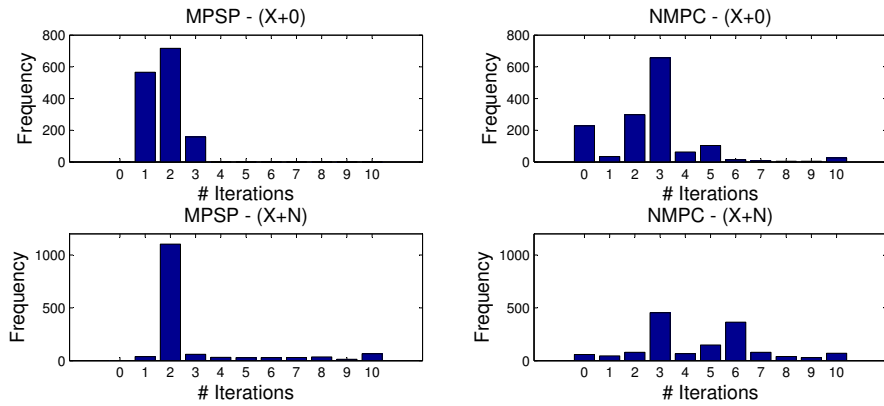 MPSP - (X+0)
800
600
400
200
0
Frequency
0 1 2 3 4 5 6 7 8 9 10
# Iterations
NMPC - (X+0)
800
600
400
200
0
Frequency
0 1 2 3 4 5 6 7 8 9 10
# Iterations
MPSP - (X+N)
1000
500
0
Frequency
0 1 2 3 4 5 6 7 8 9 10
# Iterations
NMPC - (X+N)
1000
500
0
Frequency
0 1 2 3 4 5 6 7 8 9 10
# Iterations